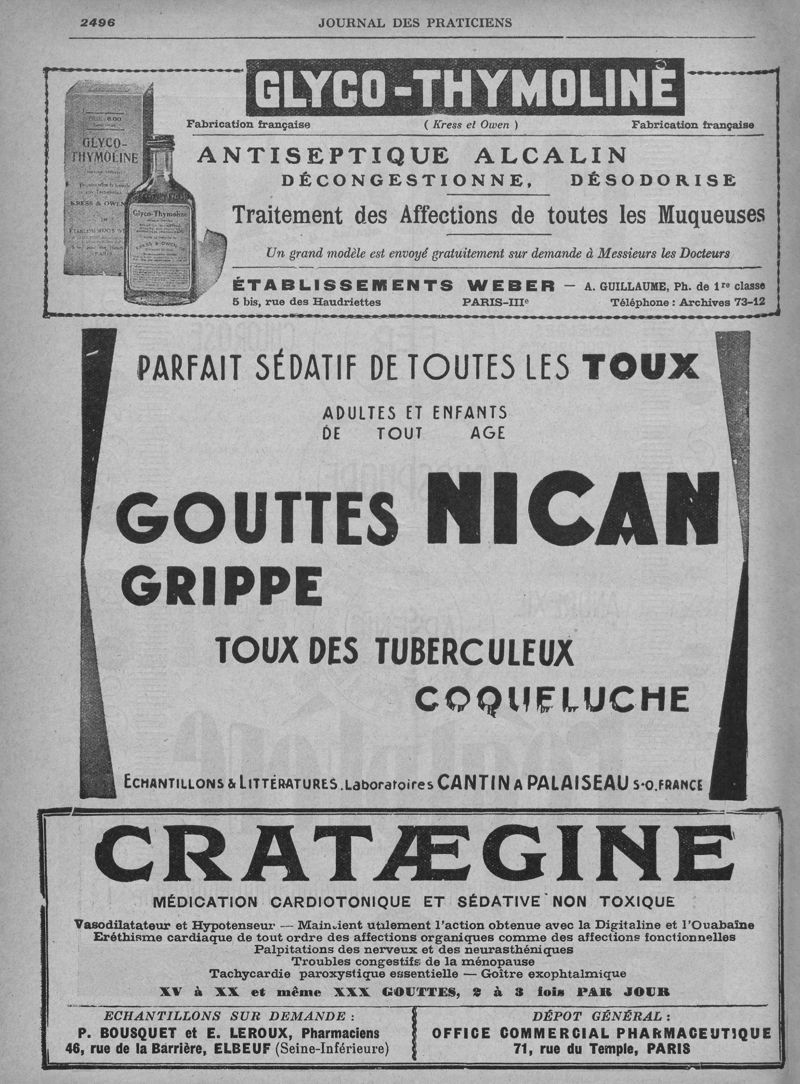 2496
JOURNAL DES PRATICIENS
GLYCO-THYMOLINE
Fabrication française (Kress et Owen) Fabrication française
GLYCO-
THYMOLINE
KRESS & OWEN
PARIS
Glyco-Thymoline
ANTISEPTIQUE ALCALIN
DÉCONGESTIONNE, DÉSODORISE
Traitement des Affections de toutes les Muqueuses
Un grand modèle est envoyé gratuitement sur demande à Messieurs les Docteurs
ÉTABLISSEMENTS WEBER — A. GUILLAUME, Ph. de 1re classe
5 bis, rue des Haudriettes PARIS-IIIe Téléphone : Archives 73-12
PARFAIT SÉDATIF DE TOUTES LES TOUX
ADULTES ET ENFANTS
DE TOUT AGE
GOUTTES NICAN
GRIPPE
TOUX DES TUBERCULEUX
COQUELUCHE
ECHANTILLONS & LITTÉRATURES. Laboratoires CANTIN A PALAISEAU S-O. FRANCE
CRATÆGINE
MÉDICATION CARDIOTONIQUE ET SÉDATIVE NON TOXIQUE
Vasodilatateur et Hypotenseur — Maintient utilement l'action obtenue avec la Digitaline et l'Ouabaïne
Eréthisme cardiaque de tout ordre des affections organiques comme des affections fonctionnelles
Palpitations des nerveux et des neurasthéniques
Troubles congestifs de la ménopause
Tachycardie paroxystique essentielle — Goître exophtalmique
XV à XX et même XXX GOUTTES, 2 à 3 fois PAR JOUR
ECHANTILLONS SUR DEMANDE :
P. BOUSQUET et E. LEROUX, Pharmaciens
46, rue de la Barrière, ELBEUF (Seine-Inférieure)
DÉPOT GÉNÉRAL :
OFFICE COMMERCIAL PHARMACEUTIQUE
71, rue du Temple, PARIS